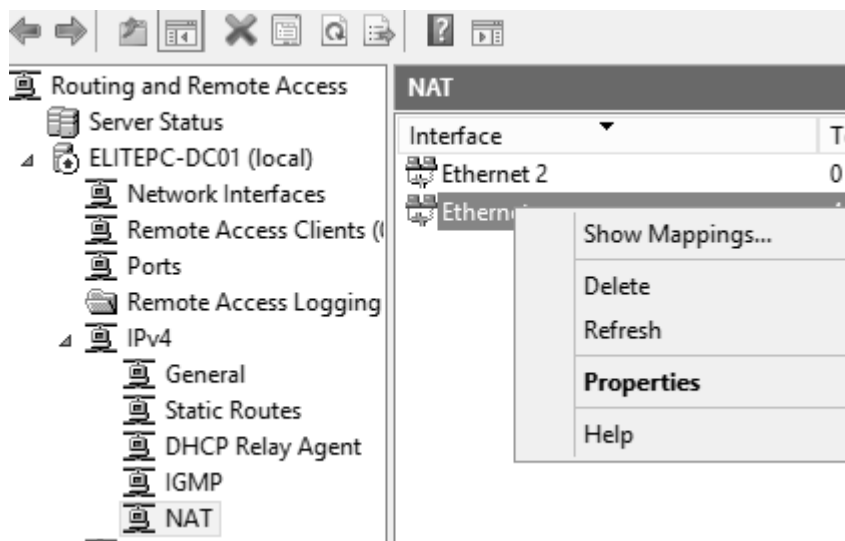 Routing and Remote Access
Server Status
ELITEPC-DC01 (local)
Network Interfaces
Remote Access Clients (
Ports
Remote Access Logging
IPv4
General
Static Routes
DHCP Relay Agent
IGMP
NAT
NAT
Interface
Ethernet 2 0
Show Mappings...
Delete
Refresh
Properties
Help